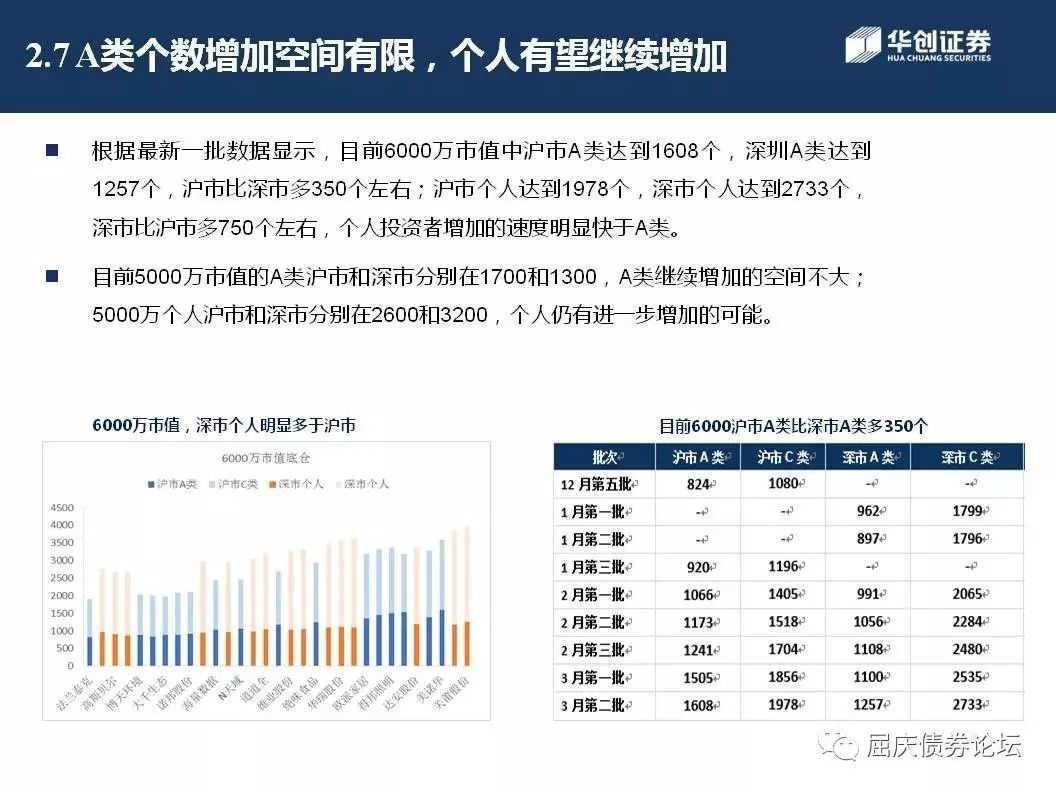 2.7 A类个数增加空间有限，个人有望继续增加
华创证券
HUA CHUANG SECURITIES
根据最新一批数据显示，目前6000万市值中沪市A类达到1608个，深圳A类达到
1257个，沪市比深市多350个左右；沪市个人达到1978个，深市个人达到2733个，
深市比沪市多750个左右，个人投资者增加的速度明显快于A类。
目前5000万市值的A类沪市和深市分别在1700和1300，A类继续增加的空间不大；
5000万个人沪市和深市分别在2600和3200，个人仍有进一步增加的可能。
6000万市值，深市个人明显多于沪市
6000万市值底仓
沪市A类 沪市C类 深市个人 深市个人
4500
4000
3500
3000
2500
2000
1500
1000
500
0
法兰泰克 高斯贝尔 博天环境 大千生态 诺邦股份 海量数据 N天域 道道全 维业股份 绝味食品 华瑞股份 欧派家居 得邦照明 达安股份 美诺华 美诺股份
目前6000沪市A类比深市A类多350个
批次 沪市A类 沪市C类 深市A类 深市C类
12月第五批 824 1080 - -
1月第一批 - - 962 1799
1月第二批 - - 897 1796
1月第三批 920 1196 - -
2月第一批 1066 1405 991 2065
2月第二批 1173 1518 1056 2284
2月第三批 1241 1704 1108 2480
3月第一批 1505 1856 1100 2535
3月第二批 1608 1978 1257 2733
屈庆债券论坛